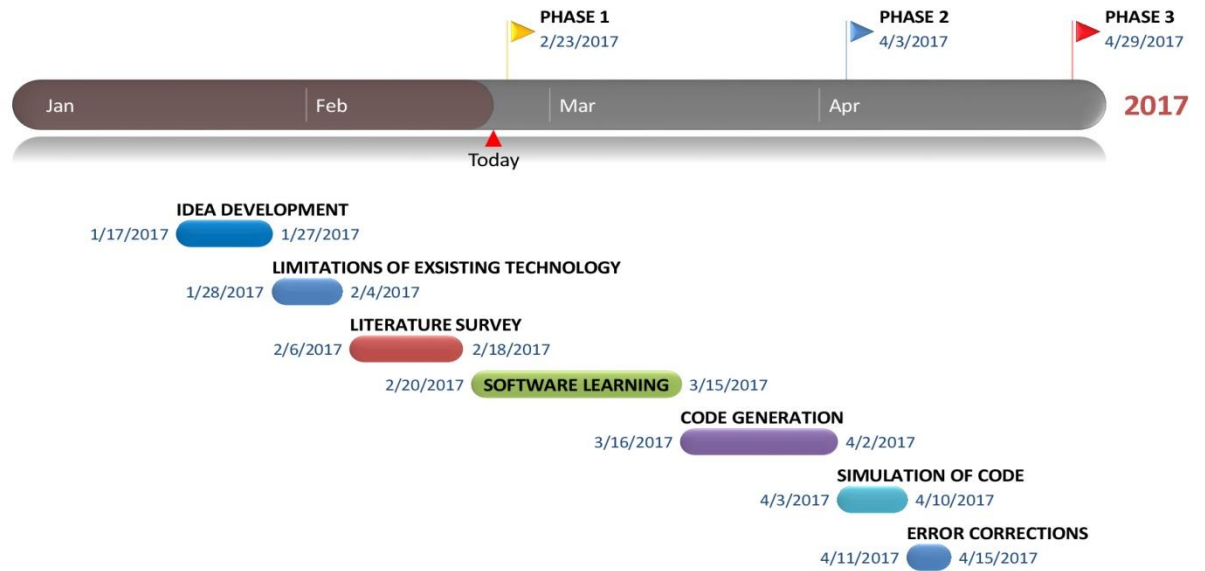 PHASE 1
2/23/2017
PHASE 2
4/3/2017
PHASE 3
4/29/2017
Jan
Feb
Mar
Apr
2017
Today
IDEA DEVELOPMENT
1/17/2017
1/27/2017
LIMITATIONS OF EXSISTING TECHNOLOGY
1/28/2017
2/4/2017
LITERATURE SURVEY
2/6/2017
2/18/2017
2/20/2017
SOFTWARE LEARNING
3/15/2017
CODE GENERATION
3/16/2017
4/2/2017
SIMULATION OF CODE
4/3/2017
4/10/2017
ERROR CORRECTIONS
4/11/2017
4/15/2017